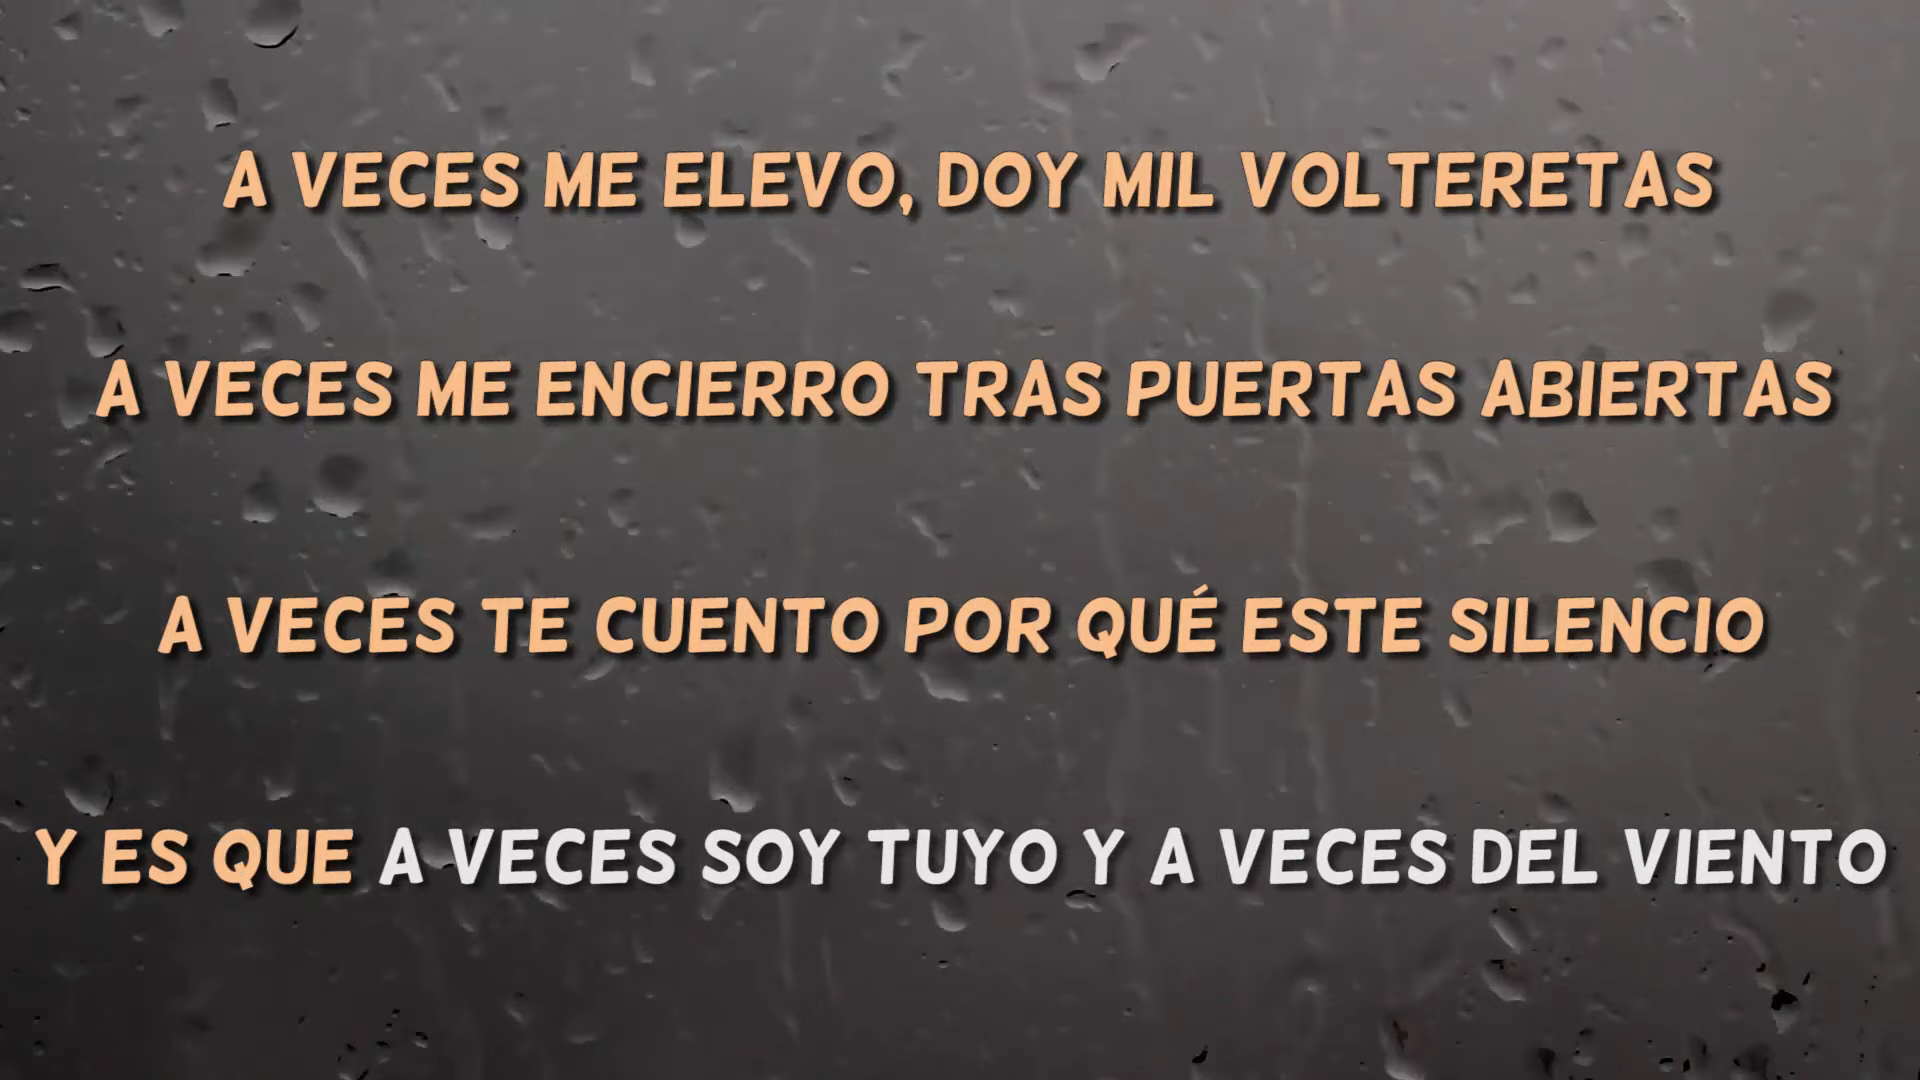 A VECES ME ELEVO, DOY MIL VOLTERETAS
A VECES ME ENCIERRO TRAS PUERTAS ABIERTAS
A VECES TE CUENTO POR QUÉ ESTE SILENCIO
Y ES QUE A VECES SOY TUYO Y A VECES DEL VIENTO